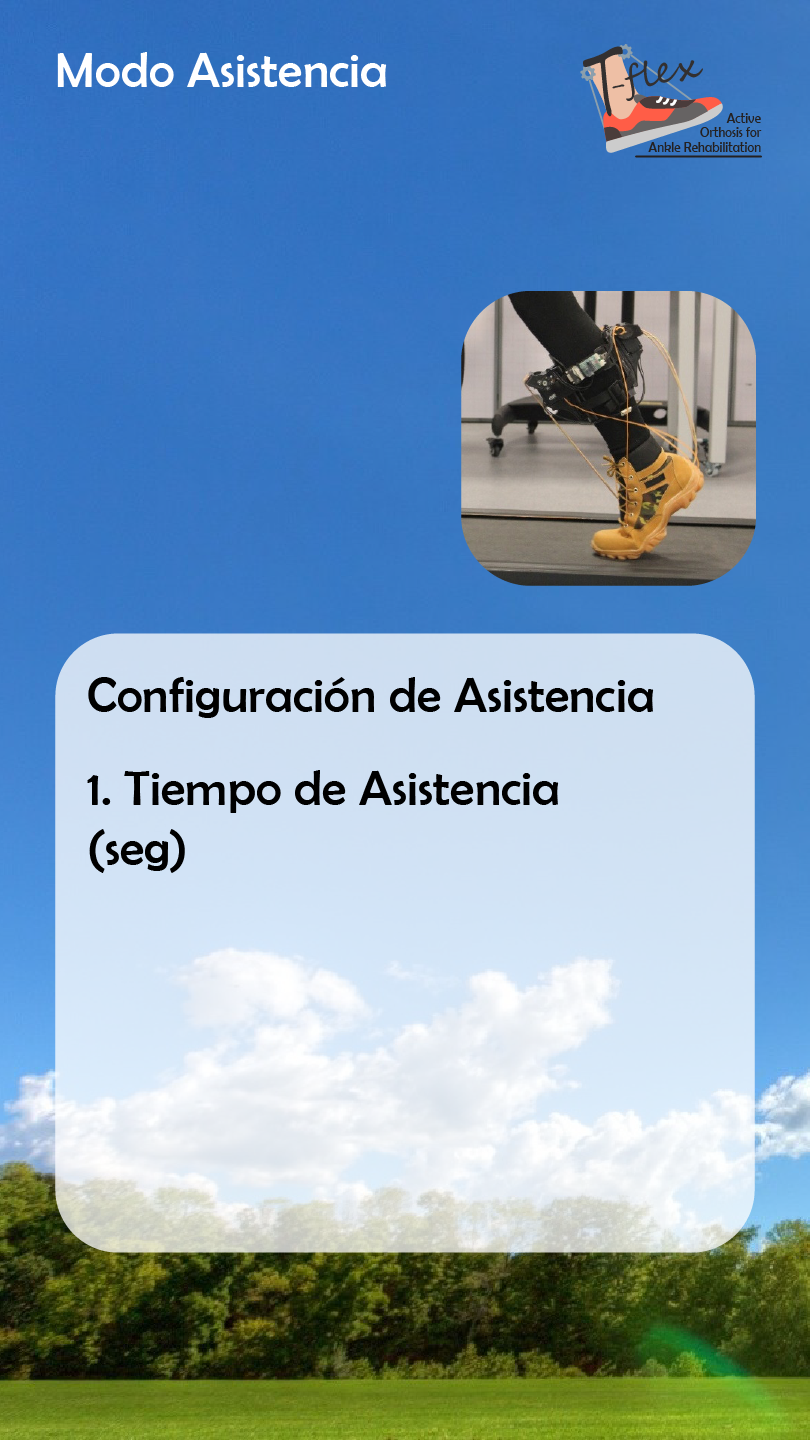 Modo Asistencia
T-flex
Active
Orthosis for
Ankle Rehabilitation
Configuración de Asistencia
1. Tiempo de Asistencia
(seg)